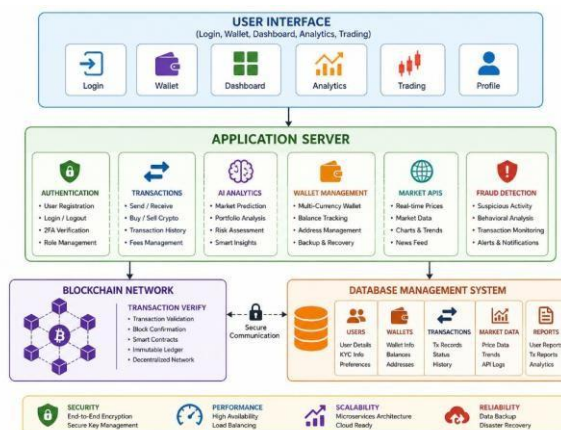 USER INTERFACE
(Login, Wallet, Dashboard, Analytics, Trading)
Login
Wallet
Dashboard
Analytics
Trading
Profile
APPLICATION SERVER
AUTHENTICATION
• User Registration
• Login / Logout
• 2FA Verification
• Role Management
TRANSACTIONS
• Send / Receive
• Buy / Sell Crypto
• Transaction History
• Fees Management
AI ANALYTICS
• Market Prediction
• Portfolio Analysis
• Risk Assessment
• Smart Insights
WALLET MANAGEMENT
• Multi-Currency Wallet
• Balance Tracking
• Address Management
• Backup & Recovery
MARKET APIS
• Real-time Prices
• Market Data
• Charts & Trends
• News Feed
FRAUD DETECTION
• Suspicious Activity
• Behavioral Analysis
• Transaction Monitoring
• Alerts & Notifications
BLOCKCHAIN NETWORK
TRANSACTION VERIFY
• Transaction Validation
• Block Confirmation
• Smart Contracts
• Immutable Ledger
• Decentralized Network
Secure
Communication
DATABASE MANAGEMENT SYSTEM
USERS
User Details
KYC Info
Preferences
WALLETS
Wallet Info
Balances
Addresses
TRANSACTIONS
Tx Records
Status
History
MARKET DATA
Price Data
Trends
API Logs
REPORTS
User Reports
Tx Reports
Analytics
SECURITY
End-to-End Encryption
Secure Key Management
PERFORMANCE
High Availability
Load Balancing
SCALABILITY
Microservices Architecture
Cloud Ready
RELIABILITY
Data Backup
Disaster Recovery